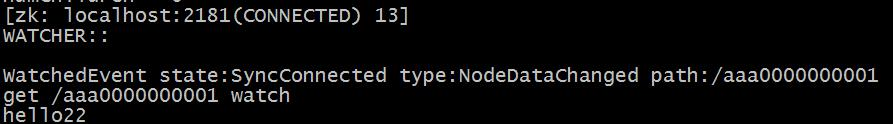 [zk: localhost:2181(CONNECTED) 13]
WATCHER::
WatchedEvent state:SyncConnected type:NodeDataChanged path:/aaa0000000001
get /aaa0000000001 watch
hello22